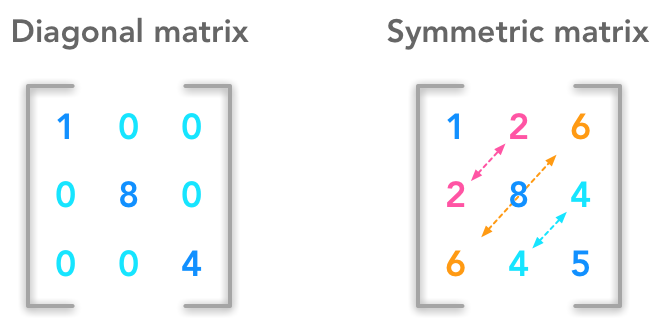 Diagonal matrix
1 0 0
0 8 0
0 0 4
Symmetric matrix
1 2 6
2 8 4
6 4 5